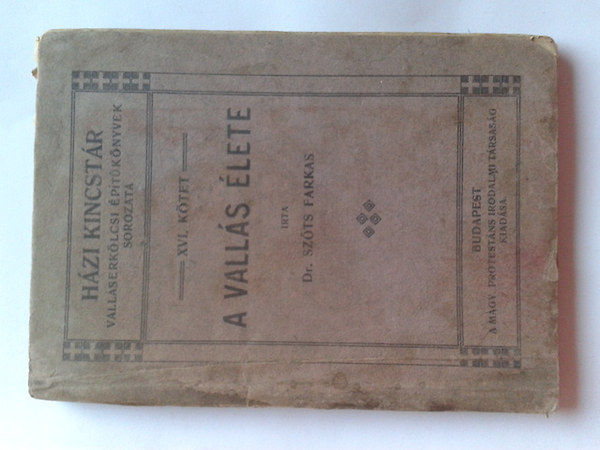 HÁZI KINCSTÁR
VALLÁSERKÖLCSI ÉPÍTŐKÖNYVEK
SOROZATA
XVI. KÖTET
A VALLÁS ÉLETE
IRTA
Dr. SZŐTS FARKAS
BUDAPEST
A MAGY. PROTESTÁNS IRODALMI TÁRSASÁG
KIADÁSA.